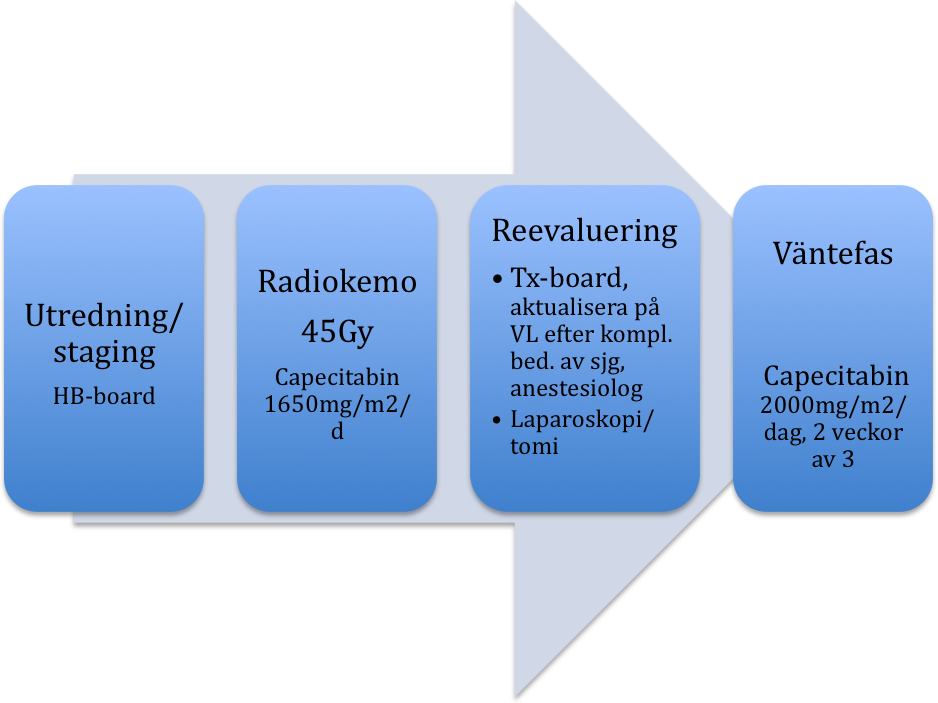 Utredning/
staging
HB-board
Radiokemo
45Gy
Capecitabin
1650mg/m2/
d
Reevaluering
• Tx-board,
aktualisera på
VL efter kompl.
bed. av sjg,
anestesiolog
• Laparoskopi/
tomi
Väntefas
Capecitabin
2000mg/m2/
dag, 2 veckor
av 3